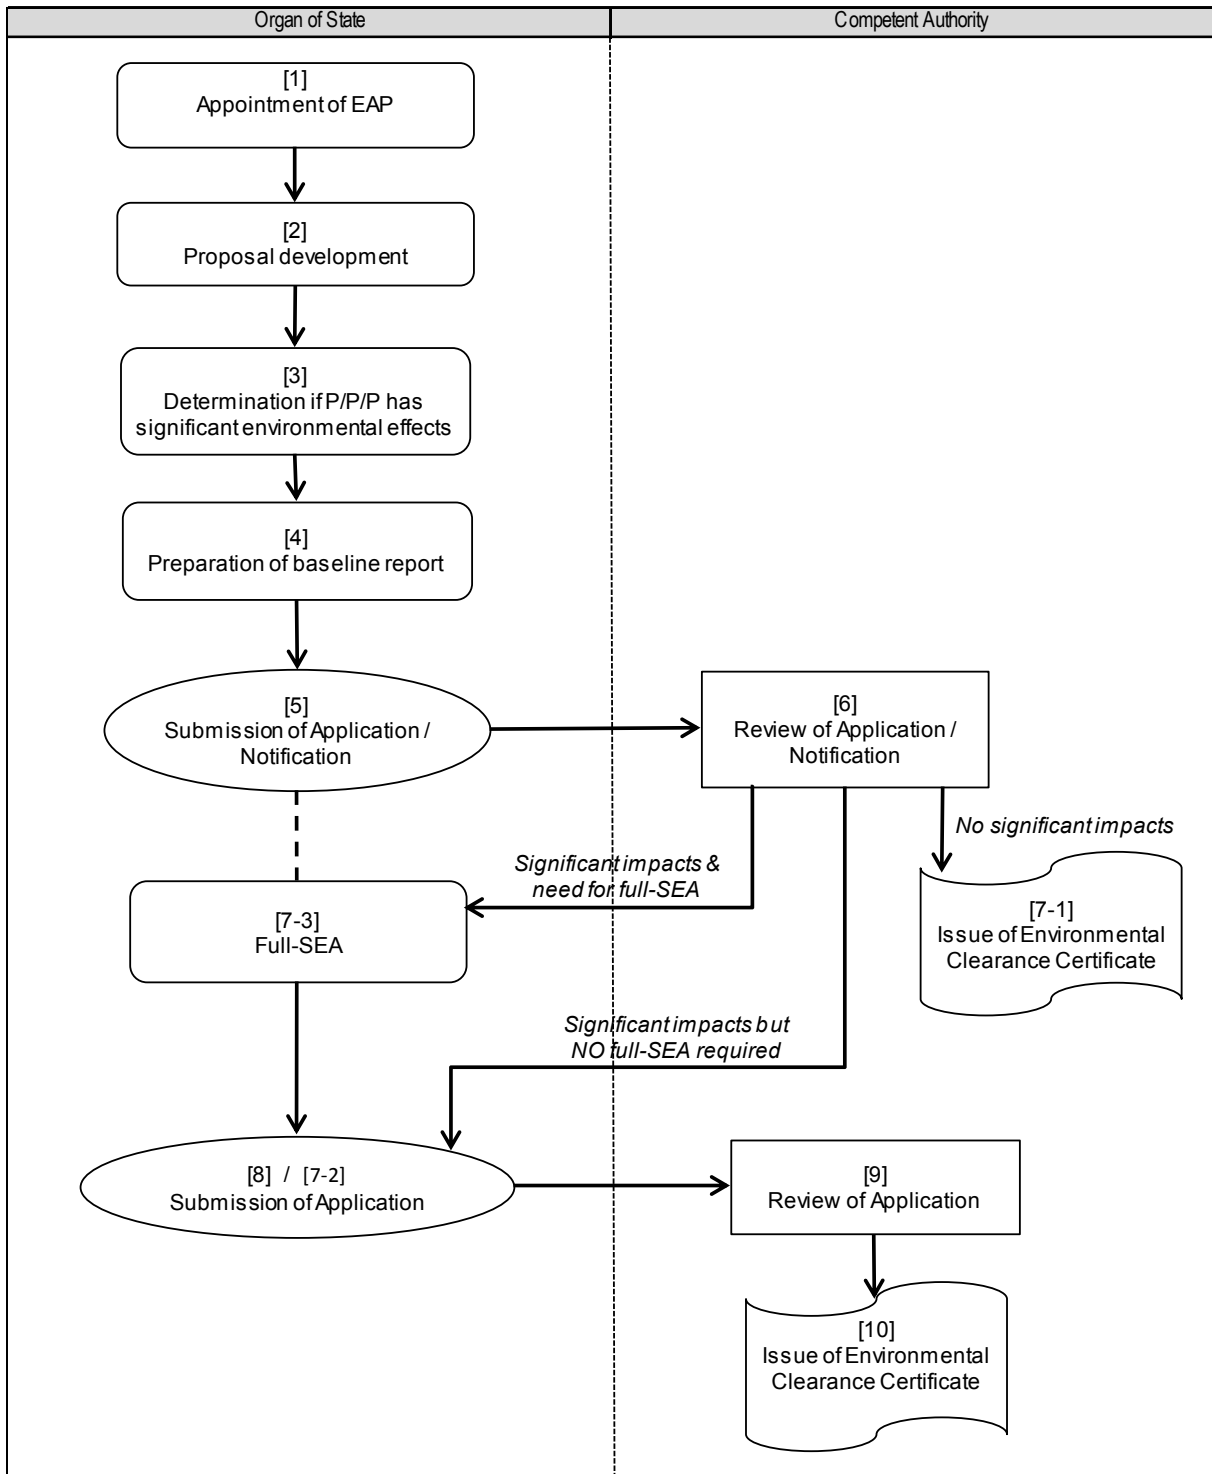 Organ of State
Competent Authority
[1]
Appointment of EAP
[2]
Proposal development
[3]
Determination if P/P/P has
significant environmental effects
[4]
Preparation of baseline report
[5]
Submission of Application /
Notification
[6]
Review of Application /
Notification
No significant impacts
Significant impacts &
need for full-SEA
[7-1]
Issue of Environmental
Clearance Certificate
[7-3]
Full-SEA
Significant impacts but
NO full-SEA required
[8] / [7-2]
Submission of Application
[9]
Review of Application
[10]
Issue of Environmental
Clearance Certificate